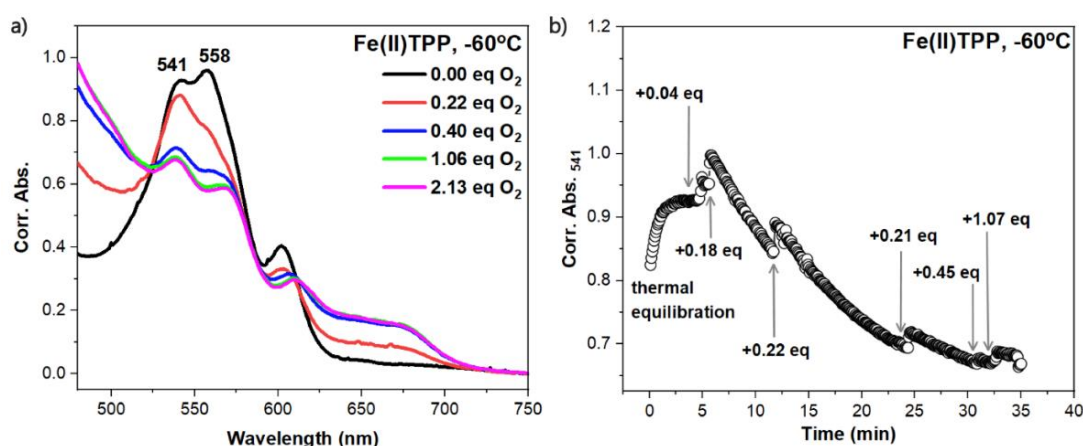 a)
Fe(II)TPP, -60ºC
541
558
0.00 eq O₂
0.22 eq O₂
0.40 eq O₂
1.06 eq O₂
2.13 eq O₂
Corr. Abs.
1.0
0.8
0.6
0.4
0.2
0.0
500
550
600
650
700
750
Wavelength (nm)
b)
Fe(II)TPP, -60ºC
Corr. Abs. 541
1.2
1.1
1.0
0.9
0.8
0.7
+0.04 eq
+0.18 eq
+0.22 eq
+0.21 eq
+0.45 eq
+1.07 eq
thermal
equilibration
0
5
10
15
20
25
30
35
40
Time (min)